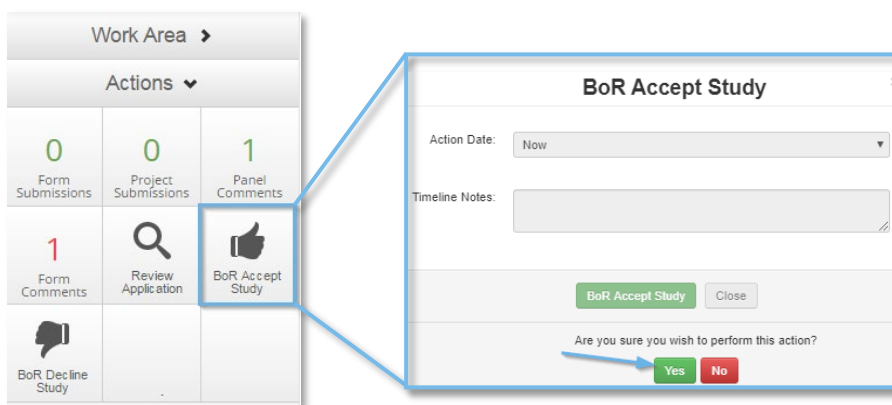 Work Area
Actions
0
Form
Submissions
0
Project
Submissions
1
Panel
Comments
1
Form
Comments
Review
Application
BoR Accept
Study
BoR Decline
Study
BoR Accept Study
Action Date:
Now
Timeline Notes:
BoR Accept Study
Close
Are you sure you wish to perform this action?
Yes
No